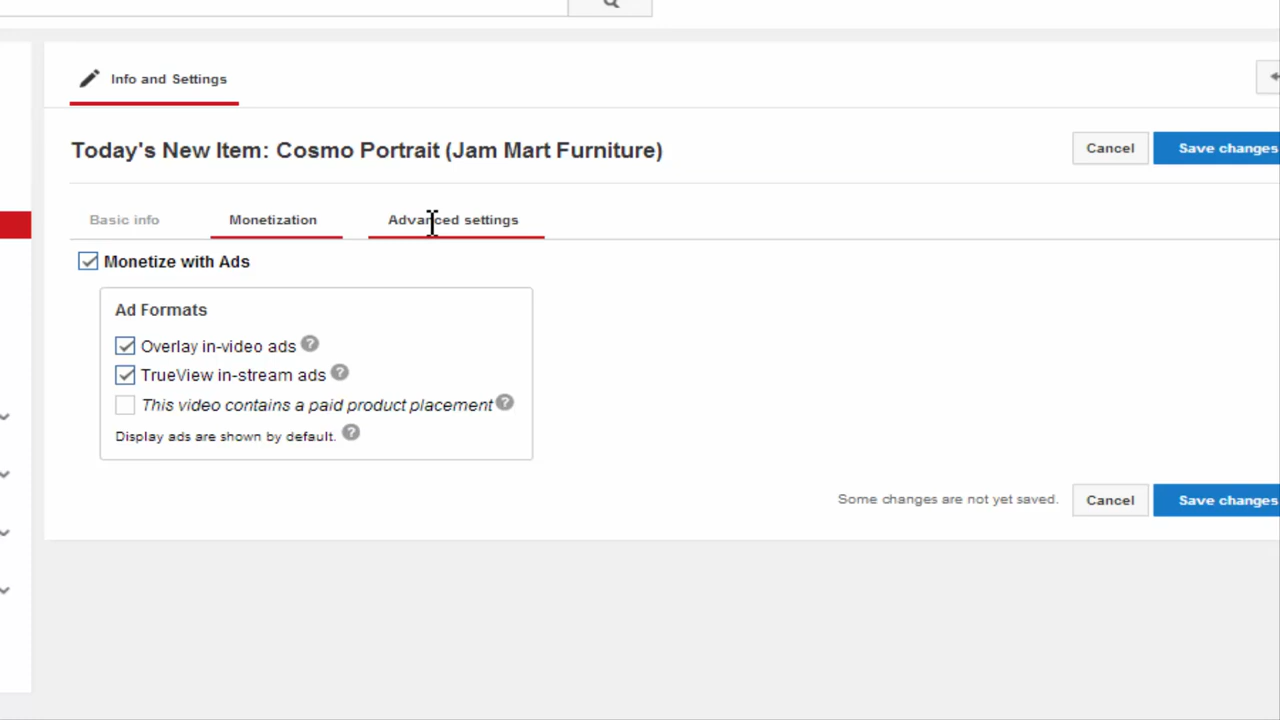 Info and Settings
Today's New Item: Cosmo Portrait (Jam Mart Furniture)
Cancel
Save changes
Basic info
Monetization
Advanced settings
Monetize with Ads
Ad Formats
Overlay in-video ads ?
TrueView in-stream ads ?
This video contains a paid product placement ?
Display ads are shown by default. ?
Some changes are not yet saved.
Cancel
Save changes